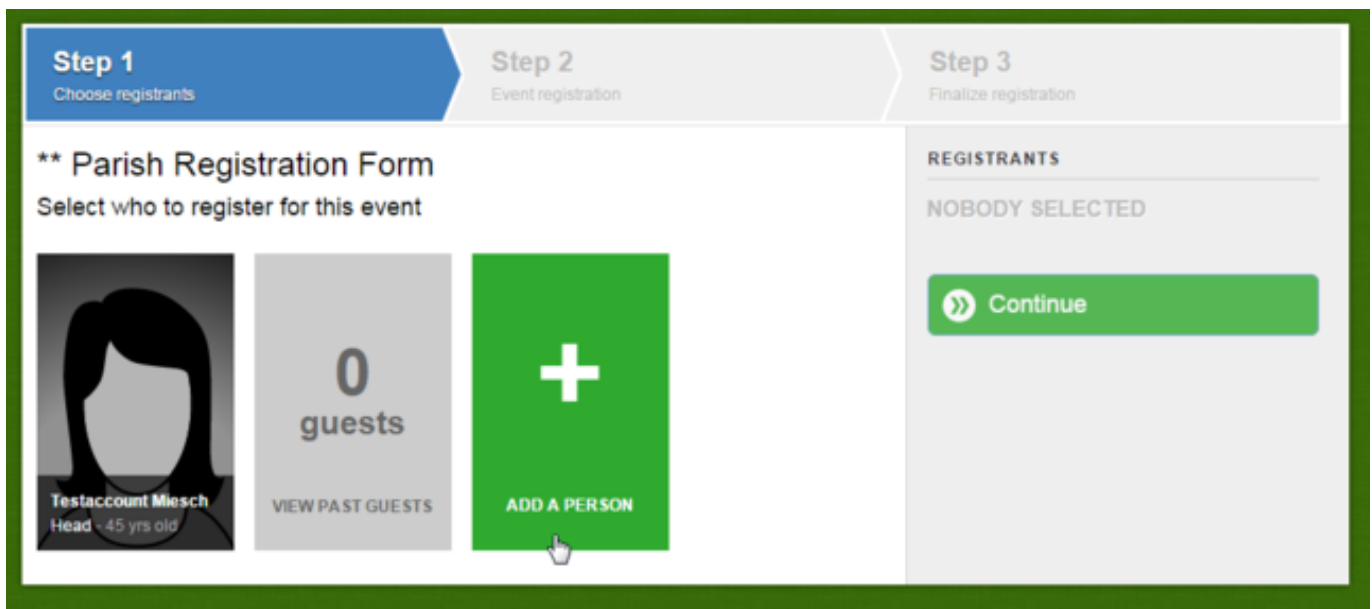 Step 1
Choose registrants
Step 2
Event registration
Step 3
Finalize registration
** Parish Registration Form
Select who to register for this event
Testaccount Miesch
Head - 45 yrs old
0
guests
VIEW PAST GUESTS
ADD A PERSON
REGISTRANTS
NOBODY SELECTED
Continue